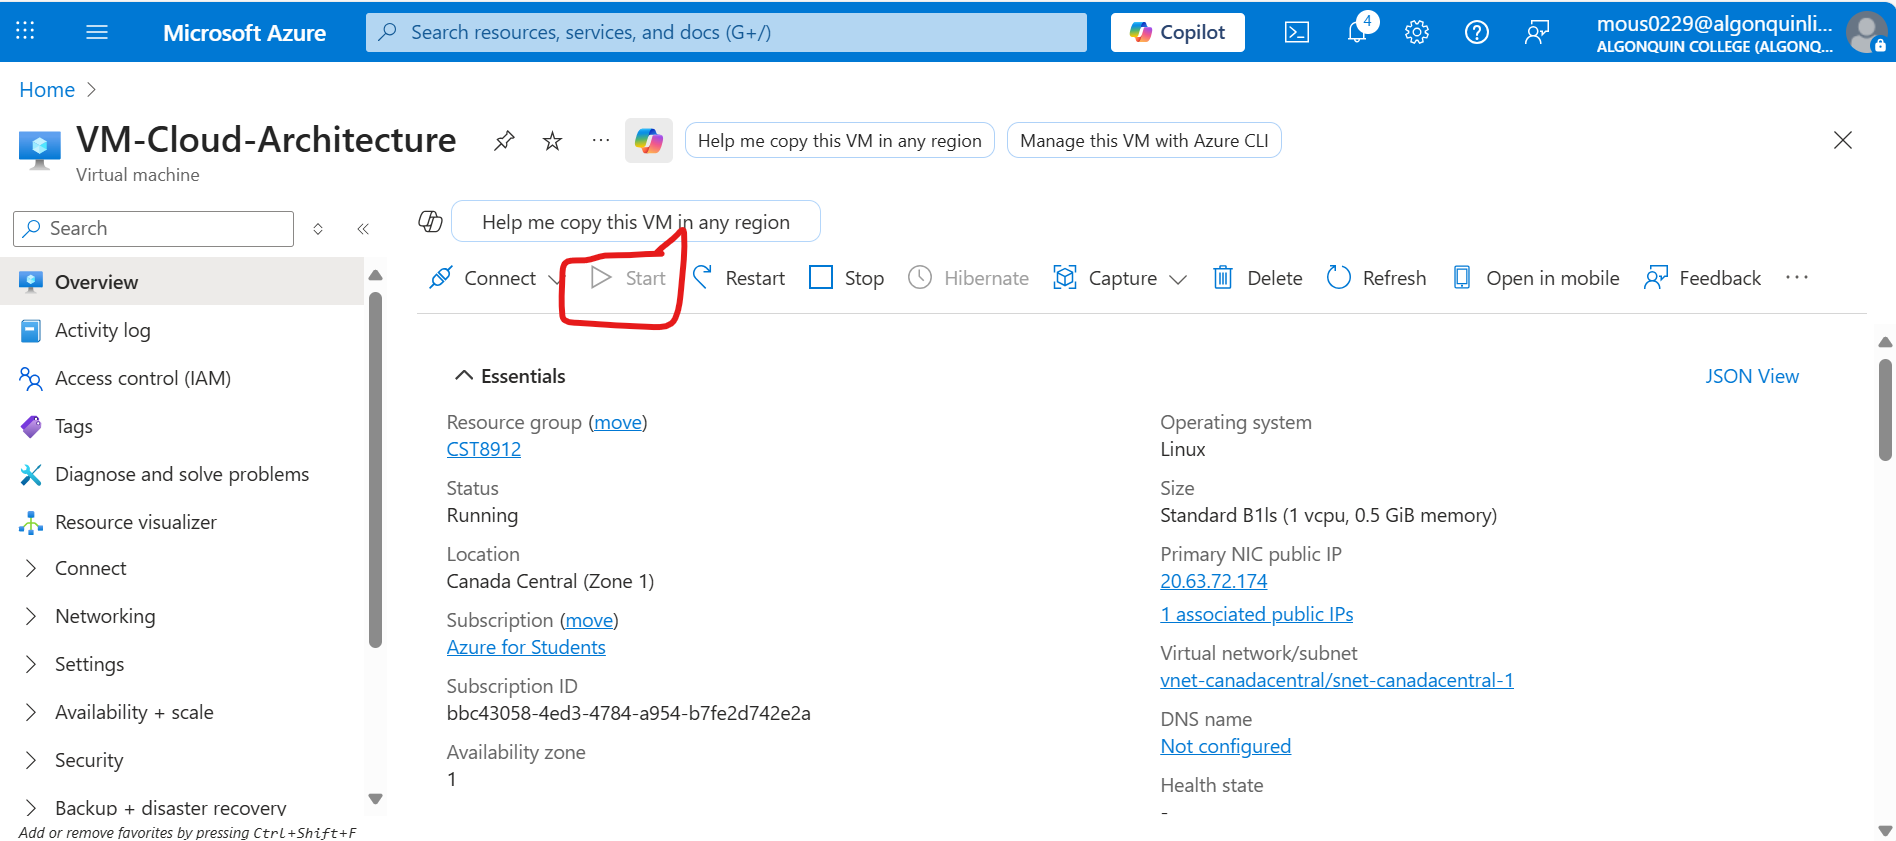 Microsoft Azure
Search resources, services, and docs (G+/)
Copilot
4
mous0229@algonquinli...
ALGONQUIN COLLEGE (ALGONQ...
Home
VM-Cloud-Architecture
Virtual machine
Help me copy this VM in any region
Manage this VM with Azure CLI
Search
Help me copy this VM in any region
Connect
Start
Restart
Stop
Hibernate
Capture
Delete
Refresh
Open in mobile
Feedback
Overview
Activity log
Access control (IAM)
Tags
Diagnose and solve problems
Resource visualizer
Connect
Networking
Settings
Availability + scale
Security
Backup + disaster recovery
Add or remove favorites by pressing Ctrl+Shift+F
Essentials
JSON View
Resource group (move)
CST8912
Status
Running
Location
Canada Central (Zone 1)
Subscription (move)
Azure for Students
Subscription ID
bbc43058-4ed3-4784-a954-b7fe2d742e2a
Availability zone
1
Operating system
Linux
Size
Standard B1ls (1 vcpu, 0.5 GiB memory)
Primary NIC public IP
20.63.72.174
1 associated public IPs
Virtual network/subnet
vnet-canadacentral/snet-canadacentral-1
DNS name
Not configured
Health state
-